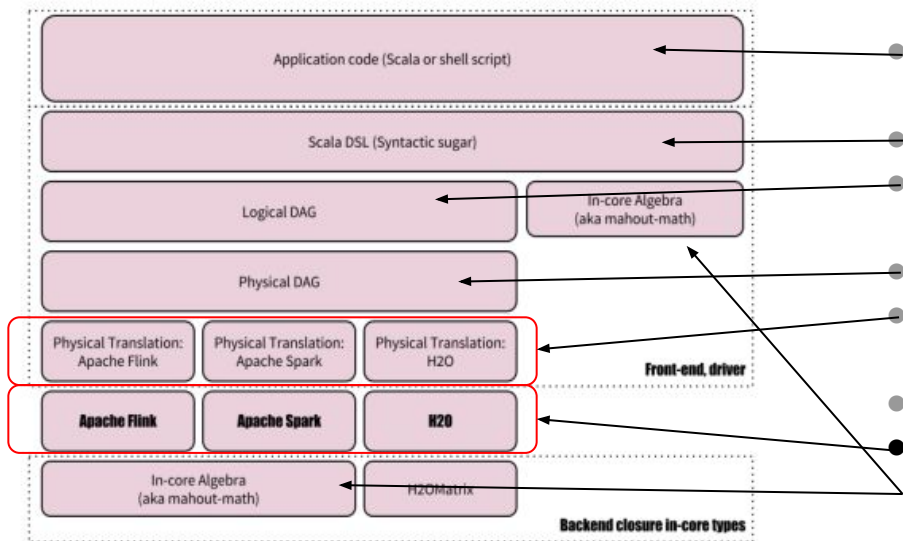 Application code (Scala or shell script)
Scala DSL (Syntactic sugar)
Logical DAG
In-core Algebra
(aka mahout-math)
Physical DAG
Physical Translation:
Apache Flink
Physical Translation:
Apache Spark
Physical Translation:
H2O
Front-end, driver
Apache Flink
Apache Spark
H2O
In-core Algebra
(aka mahout-math)
H2OMatrix
Backend closure in-core types